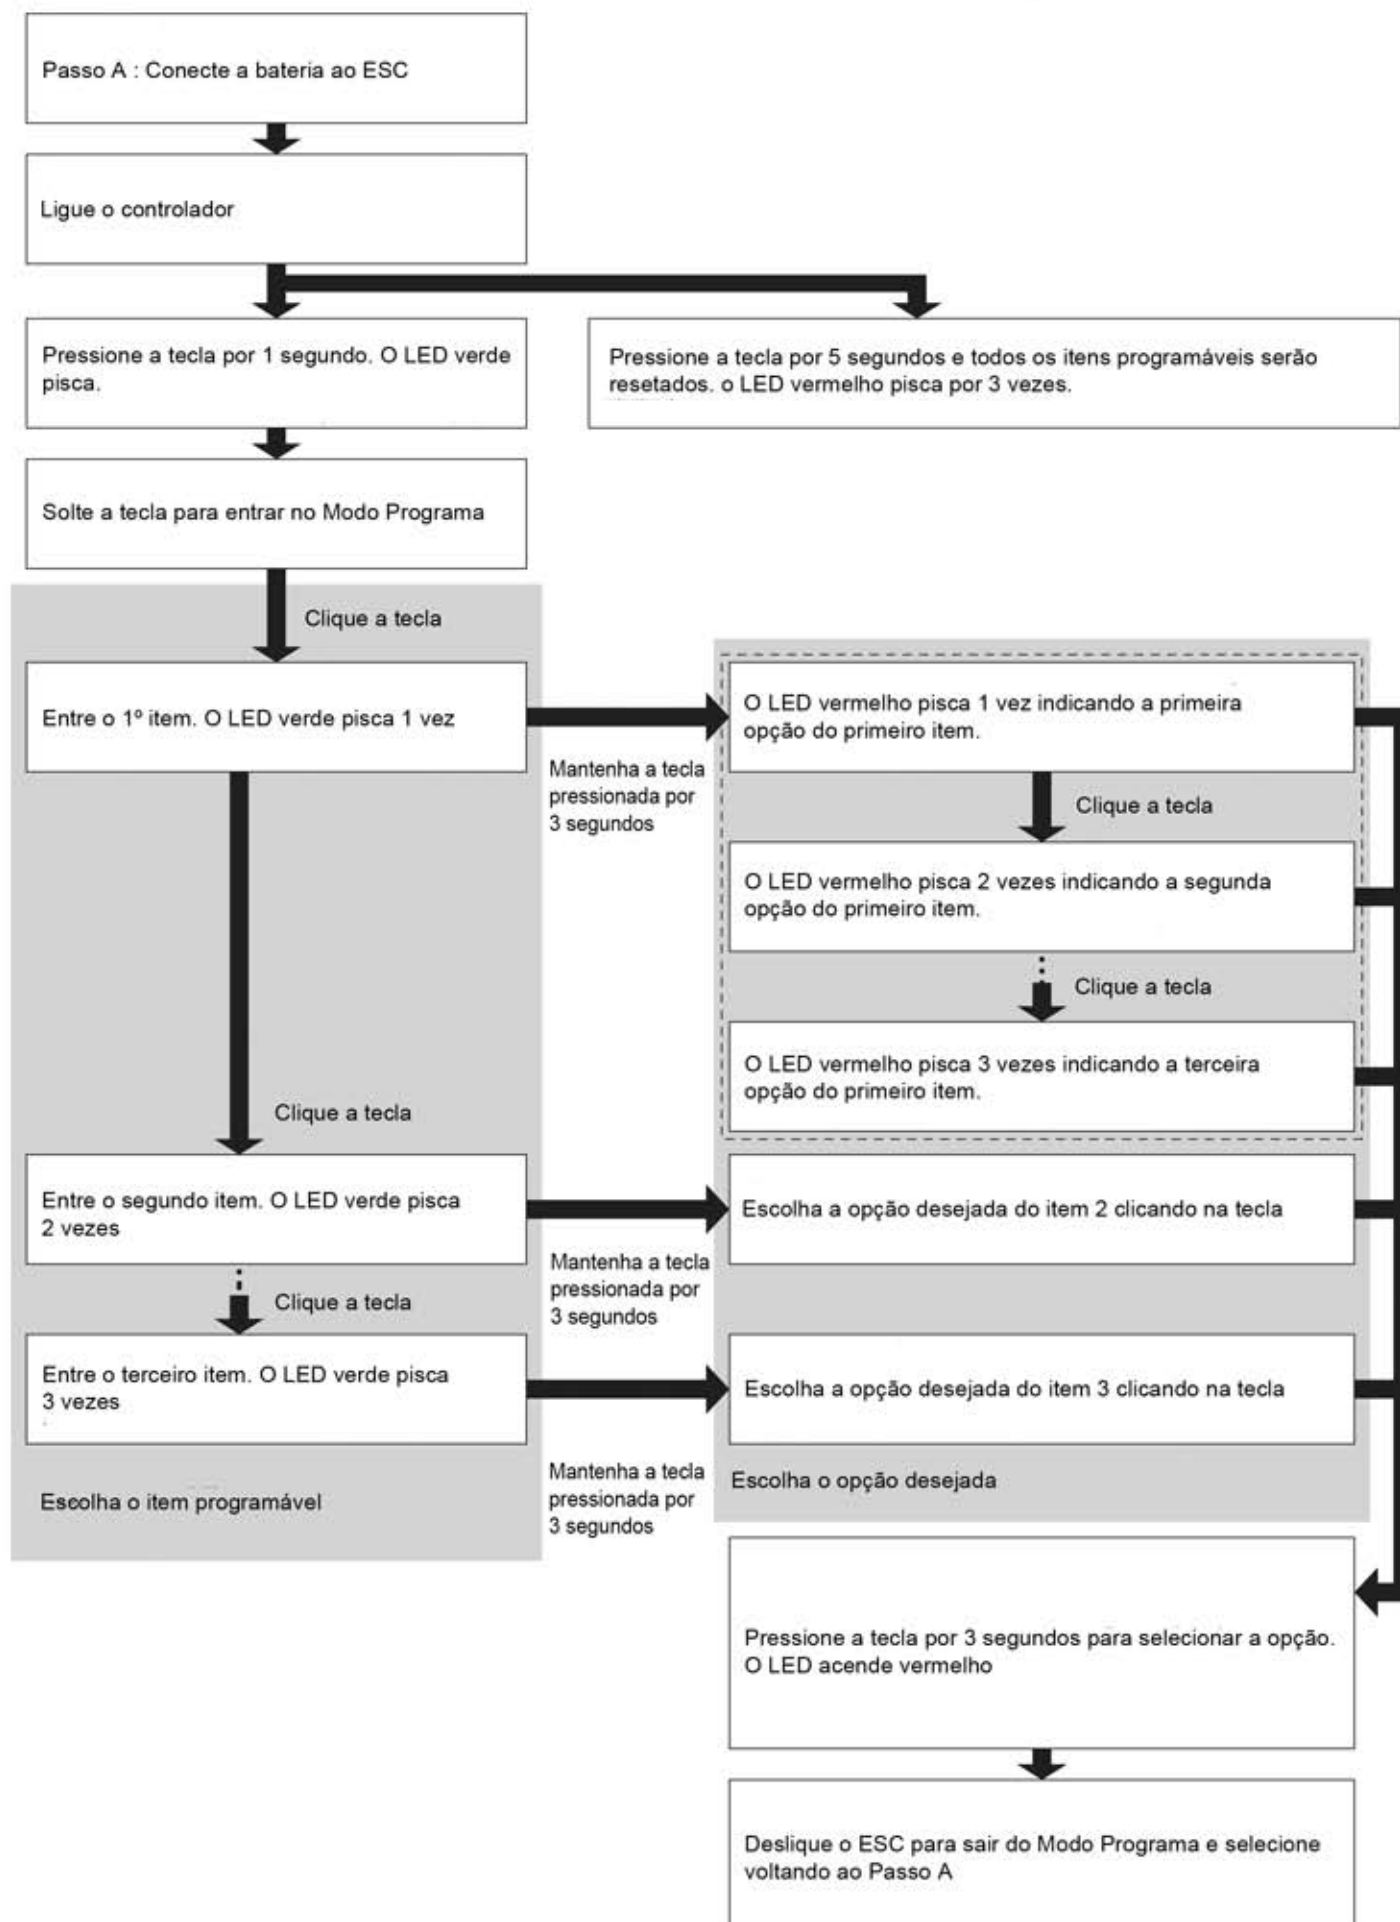 Passo A : Conecte a bateria ao ESC
Ligue o controlador
Pressione a tecla por 1 segundo. O LED verde
pisca.
Pressione a tecla por 5 segundos e todos os itens programáveis serão
resetados. o LED vermelho pisca por 3 vezes.
Solte a tecla para entrar no Modo Programa
Clique a tecla
Entre o 1º item. O LED verde pisca 1 vez
Mantenha a tecla
pressionada por
3 segundos
O LED vermelho pisca 1 vez indicando a primeira
opção do primeiro item.
Clique a tecla
O LED vermelho pisca 2 vezes indicando a segunda
opção do primeiro item.
Clique a tecla
O LED vermelho pisca 3 vezes indicando a terceira
opção do primeiro item.
Clique a tecla
Entre o segundo item. O LED verde pisca
2 vezes
Mantenha a tecla
pressionada por
3 segundos
Escolha a opção desejada do item 2 clicando na tecla
Clique a tecla
Entre o terceiro item. O LED verde pisca
3 vezes
Mantenha a tecla
pressionada por
3 segundos
Escolha a opção desejada do item 3 clicando na tecla
Escolha o item programável
Escolha o opção desejada
Pressione a tecla por 3 segundos para selecionar a opção.
O LED acende vermelho
Deslique o ESC para sair do Modo Programa e selecione
voltando ao Passo A